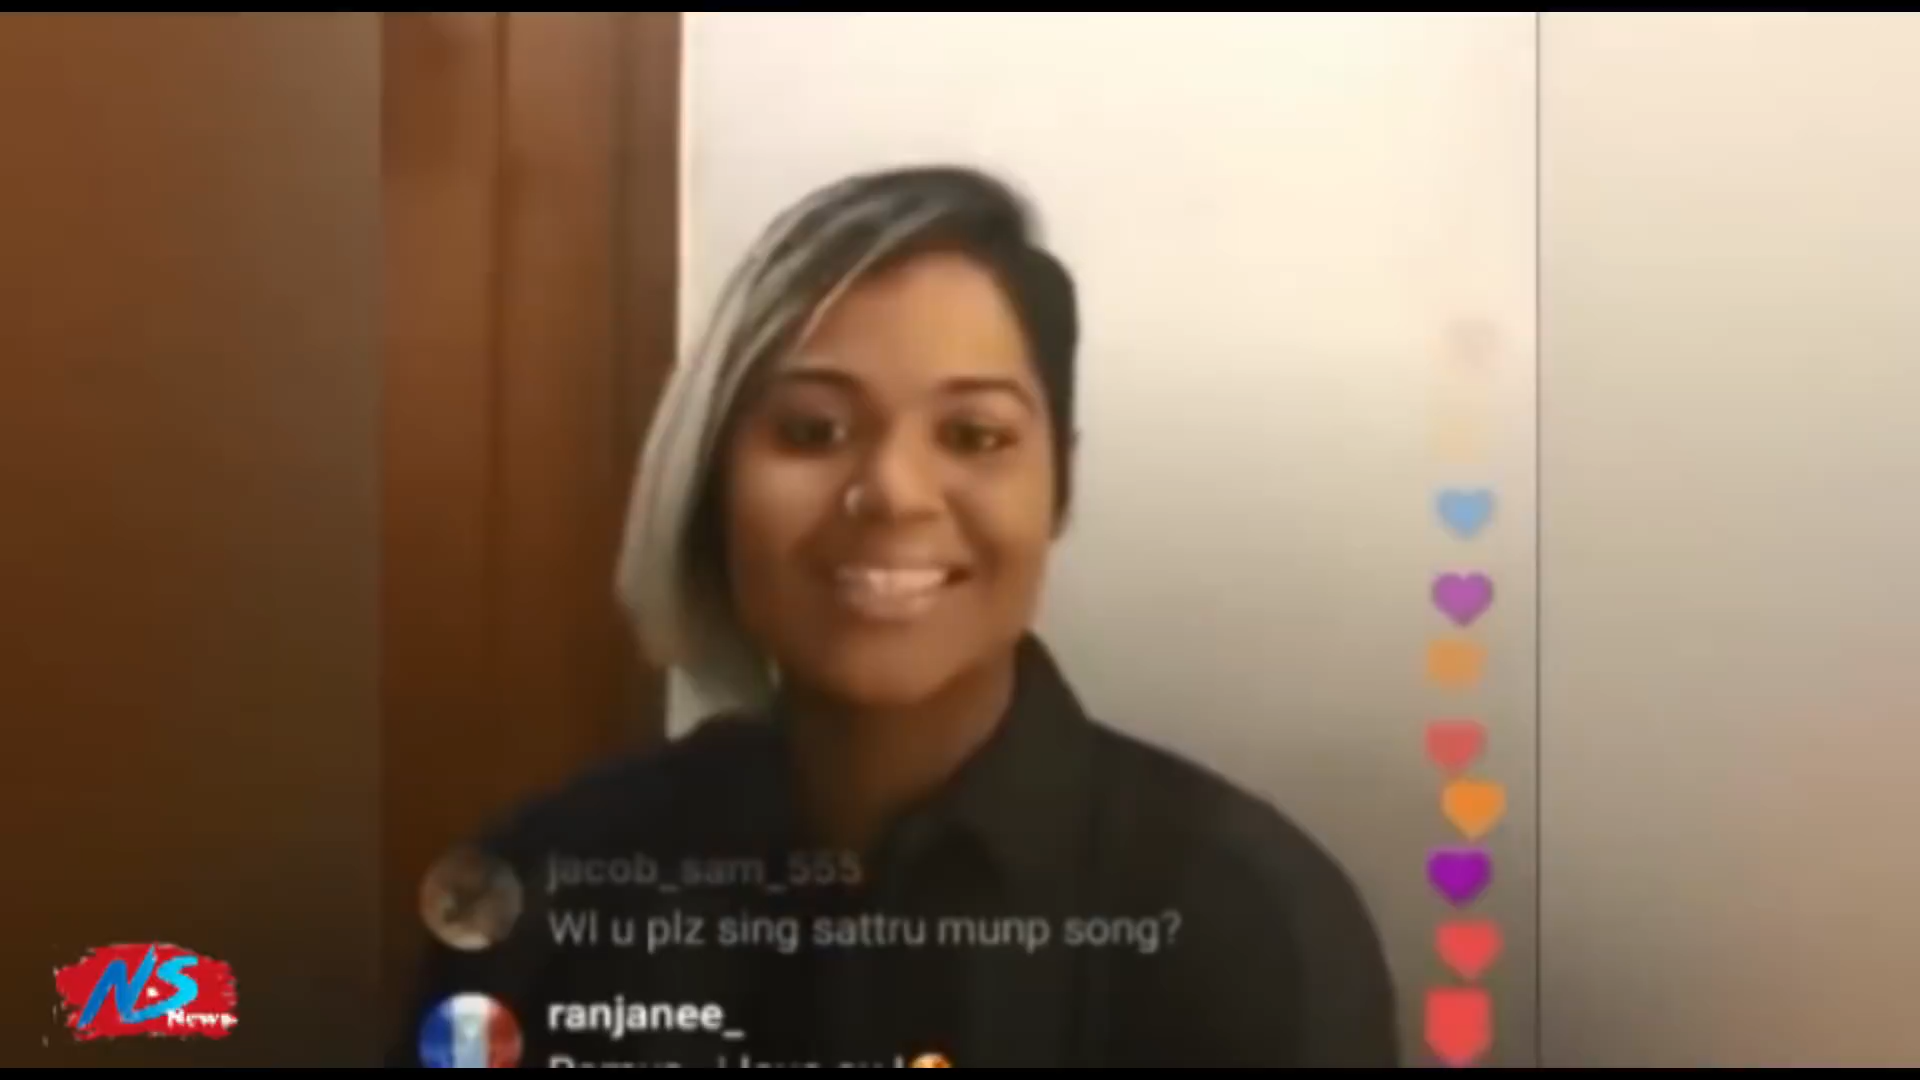 jacob_sam_555
Wl u plz sing sattru munp song?
ranjanee_
NS
News